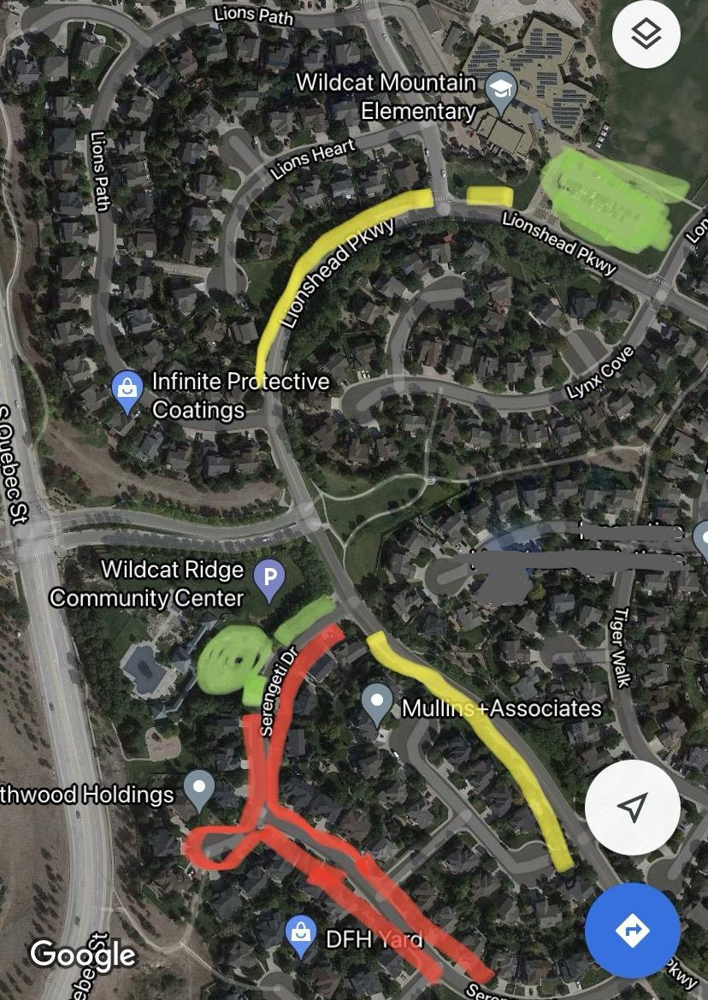 Lions Path
Wildcat Mountain
Elementary
Lions Heart
Lions Path
Lionshead Pkwy
Lionshead Pkwy
Lon
Infinite Protective
Coatings
Lynx Cove
S Quebec St
Wildcat Ridge
Community Center
P
Tiger Walk
Serengeti Dr
Mullins+Associates
thwood Holdings
DFH Yard
Google
ebec St
Pkwy
Seren